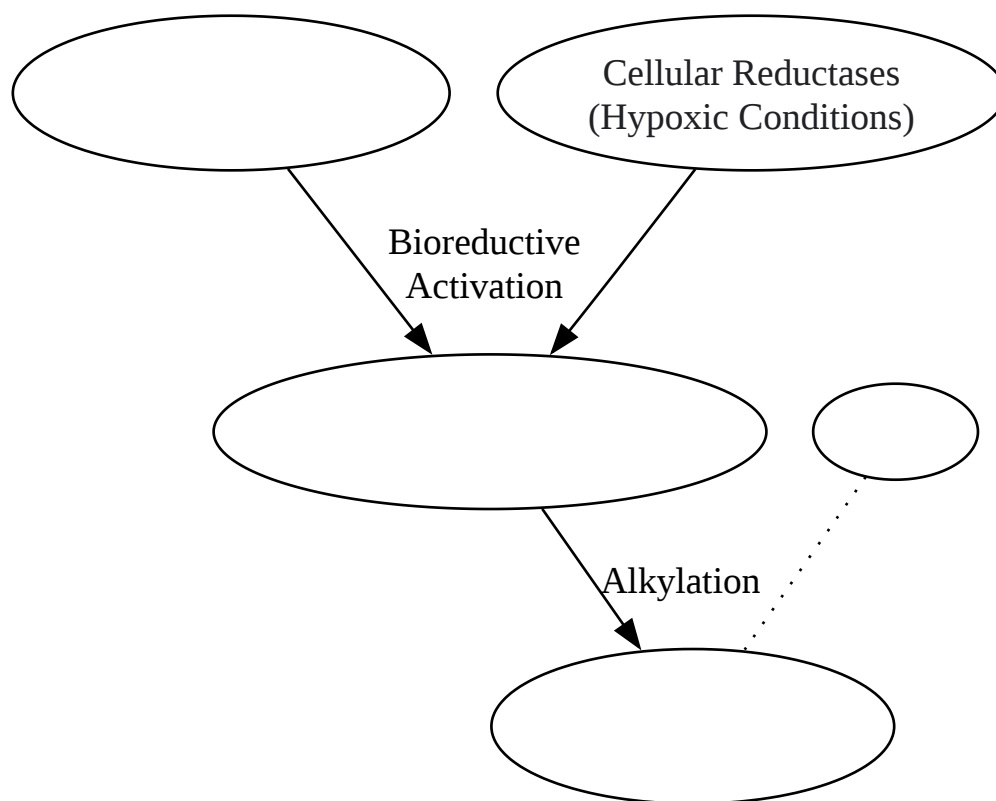 Cellular Reductases
(Hypoxic Conditions)
Bioreductive
Activation
Alkylation